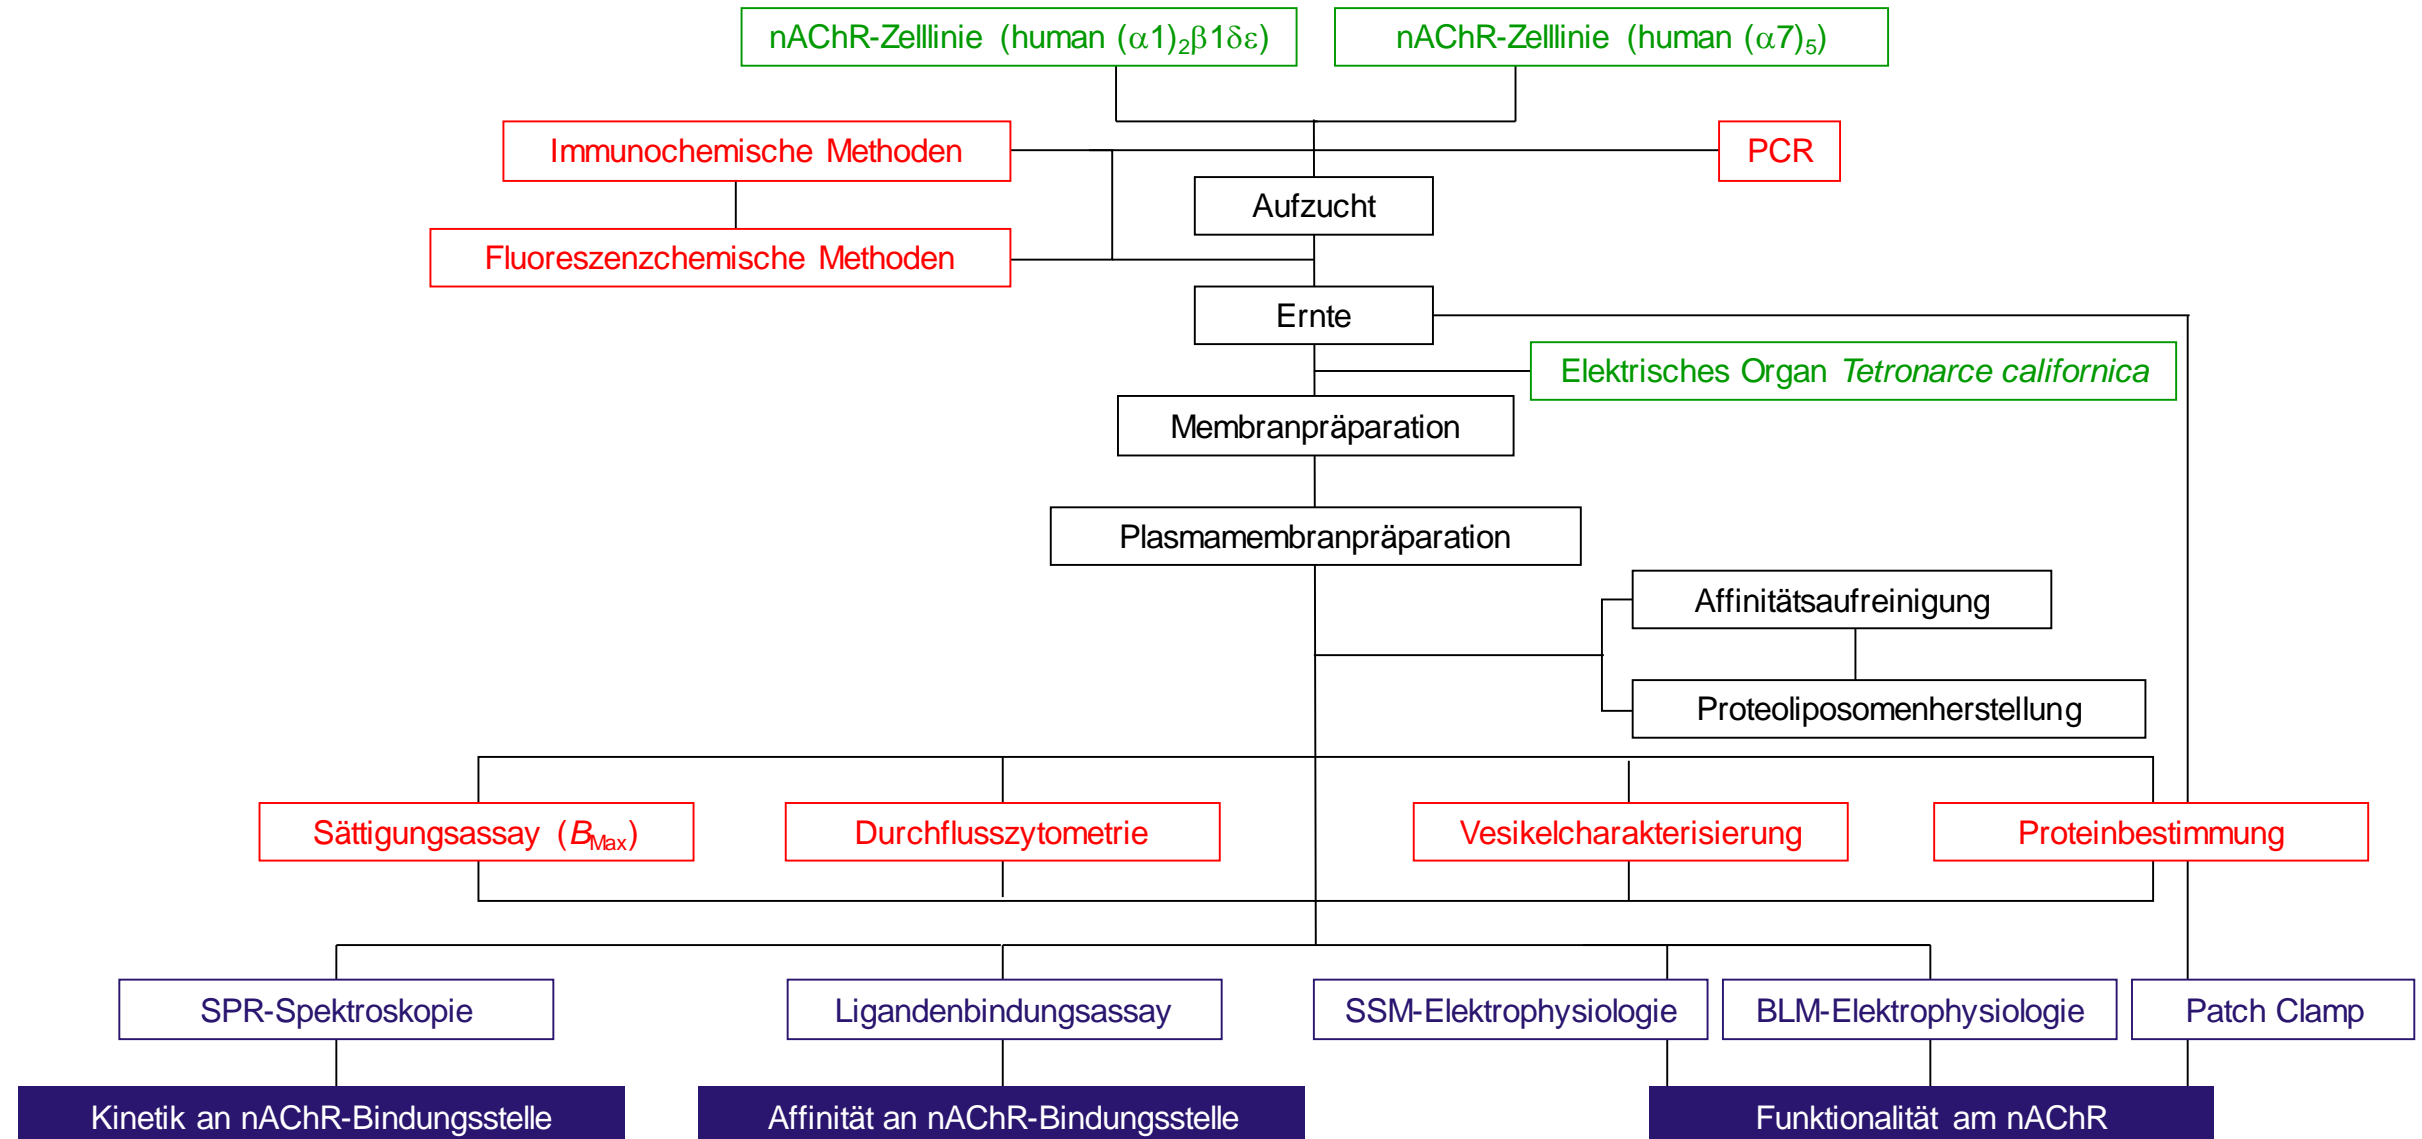 nAChR-Zelllinie (human (α1)₂β1δε)
nAChR-Zelllinie (human (α7)₅)
Immunochemische Methoden
PCR
Aufzucht
Fluoreszenzchemische Methoden
Ernte
Elektrisches Organ Tetronarce californica
Membranpräparation
Plasmamembranpräparation
Affinitätsaufreinigung
Proteoliposomenherstellung
Sättigungsassay (B_Max)
Durchflusszytometrie
Vesikelcharakterisierung
Proteinbestimmung
SPR-Spektroskopie
Ligandenbindungsassay
SSM-Elektrophysiologie
BLM-Elektrophysiologie
Patch Clamp
Kinetik an nAChR-Bindungsstelle
Affinität an nAChR-Bindungsstelle
Funktionalität am nAChR